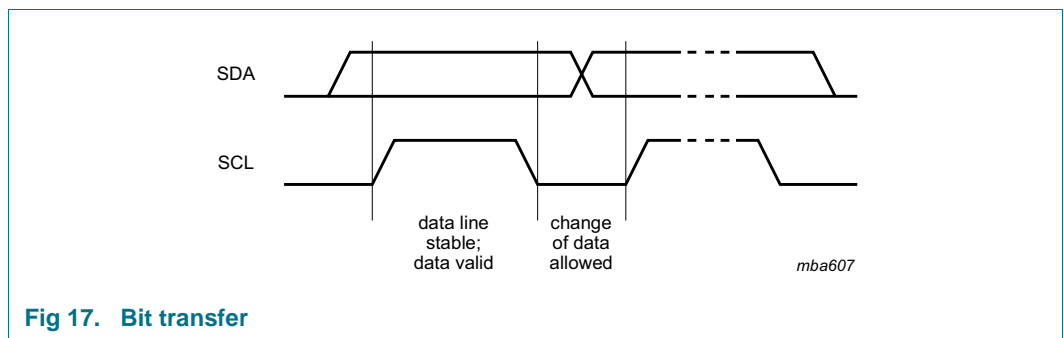 SDA
SCL
data line
stable;
data valid
change
of data
allowed
mba607
Fig 17. Bit transfer